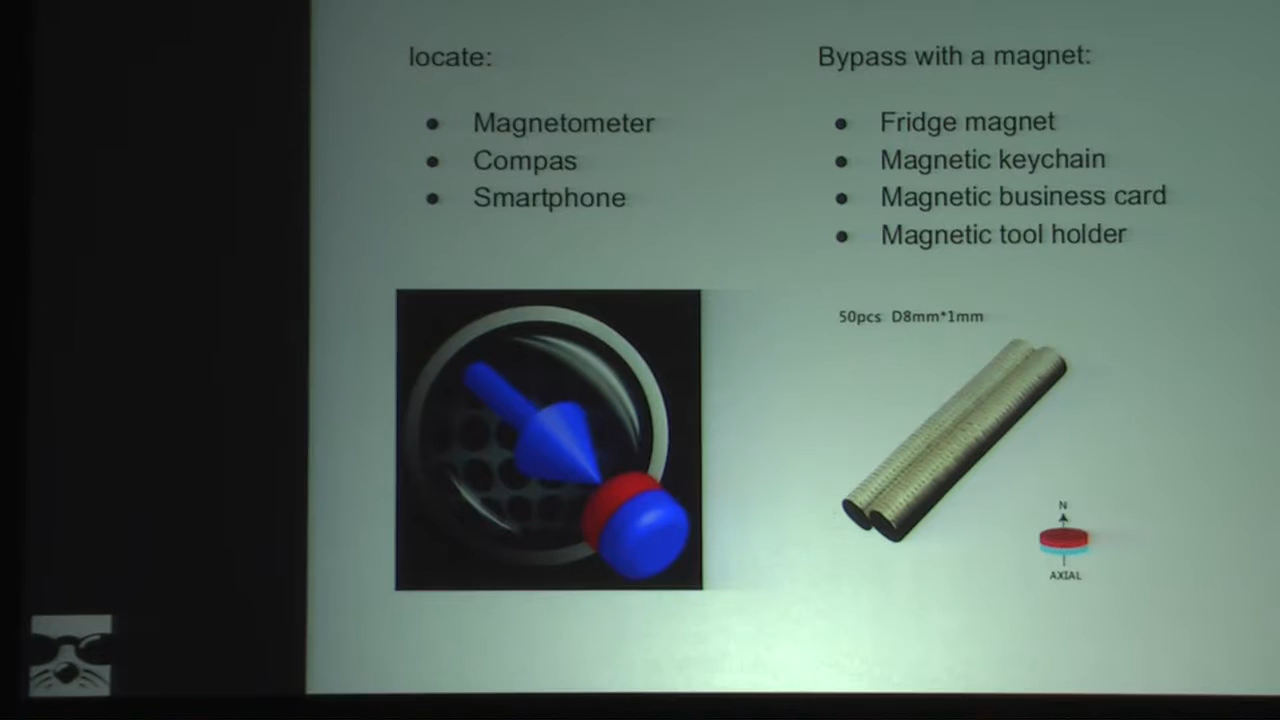 locate:
Magnetometer
Compas
Smartphone
Bypass with a magnet:
Fridge magnet
Magnetic keychain
Magnetic business card
Magnetic tool holder
50pcs D8mm*1mm
N
AXIAL